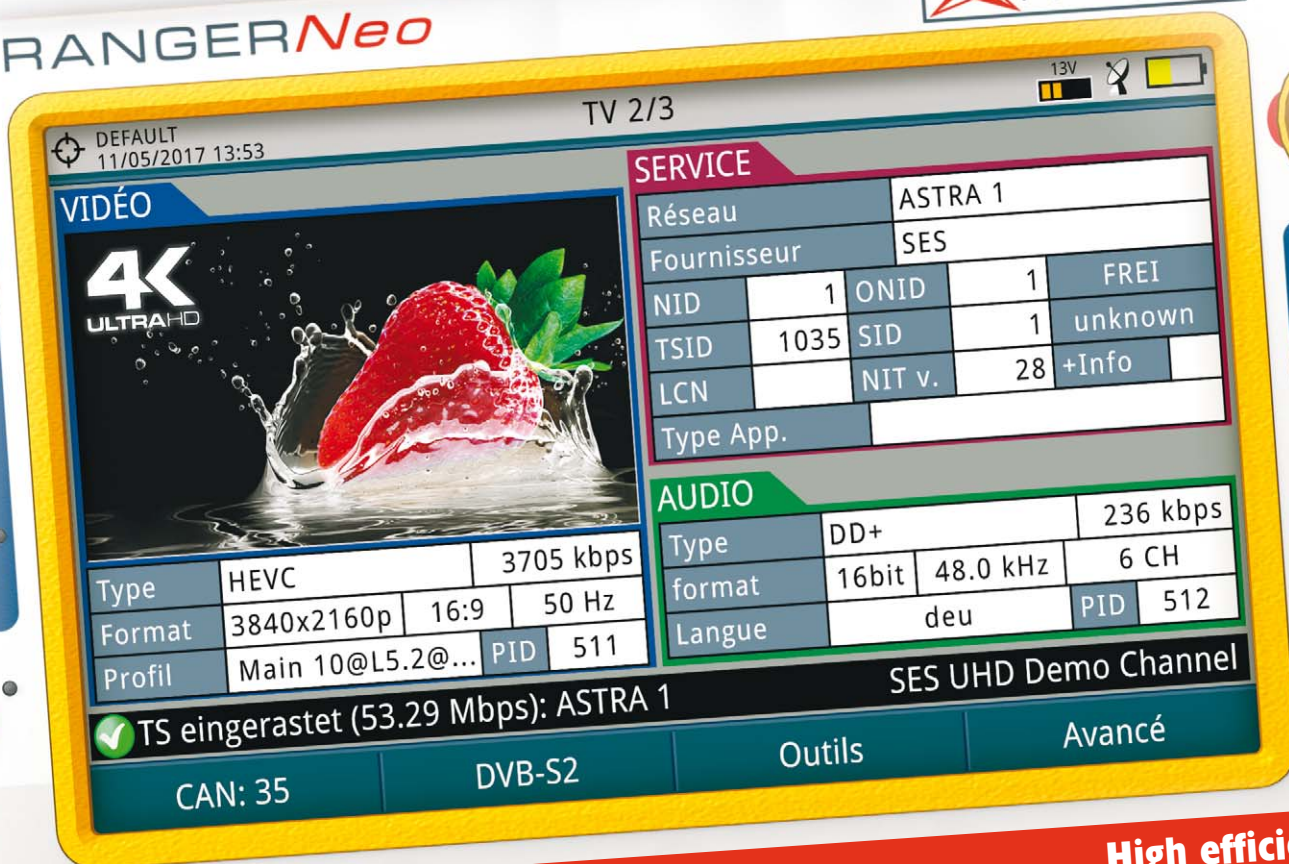 RANGERNeo
DEFAULT
11/05/2017 13:53
TV 2/3
13V
VIDÉO
4K
ULTRAHD
Type HEVC 3705 kbps
Format 3840x2160p 16:9 50 Hz
Profil Main 10@L5.2@... PID 511
SERVICE
Réseau ASTRA 1
Fournisseur SES
NID 1 ONID 1 FREI
TSID 1035 SID 1 unknown
LCN NIT v. 28 +Info
Type App.
AUDIO
Type DD+ 236 kbps
format 16bit 48.0 kHz 6 CH
Langue deu PID 512
TS eingerastet (53.29 Mbps): ASTRA 1 SES UHD Demo Channel
CAN: 35 DVB-S2 Outils Avancé
High